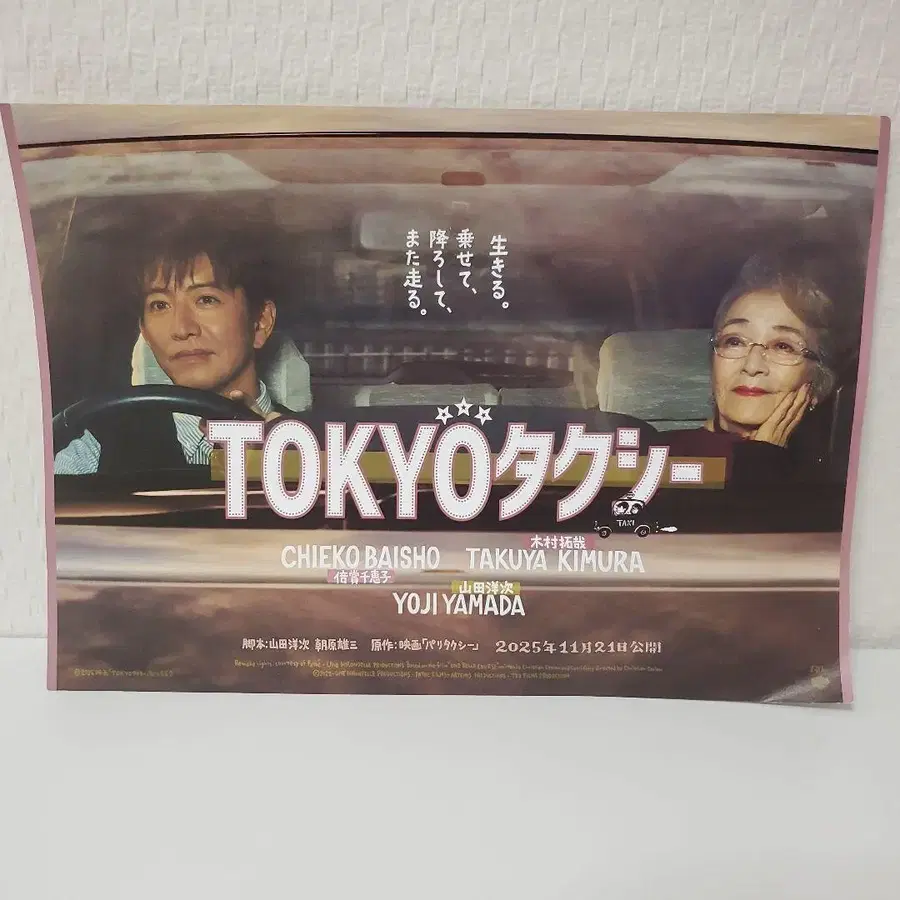 生きる。
乗せて、
降ろして、
また走る。
TOKYOタクシー
TAXI
木村拓哉
CHIEKO BAISHO TAKUYA KIMURA
倍賞千恵子
山田洋次
YOJI YAMADA
脚本:山田洋次 朝原雄三 原作:映画「パリタクシー」 2025年11月21日公開